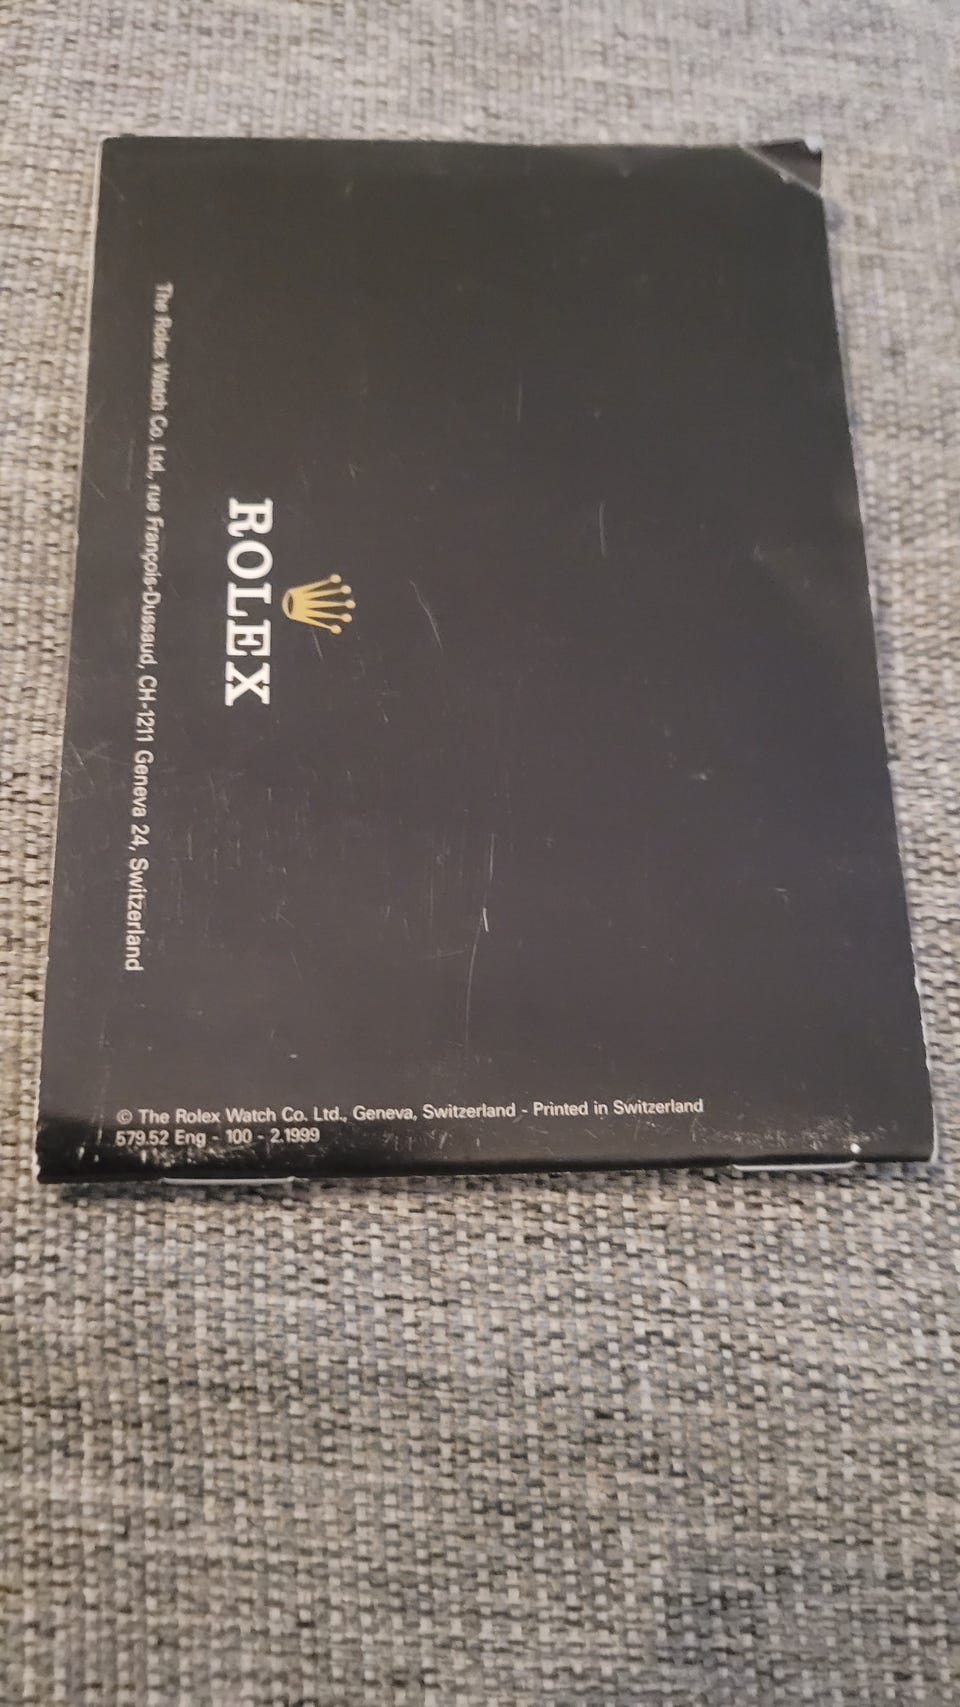 ROLEX
The Rolex Watch Co. Ltd., rue François-Dussaud, CH-1211 Geneva 24, Switzerland
© The Rolex Watch Co. Ltd., Geneva, Switzerland - Printed in Switzerland
579.52 Eng - 100 - 2.1999